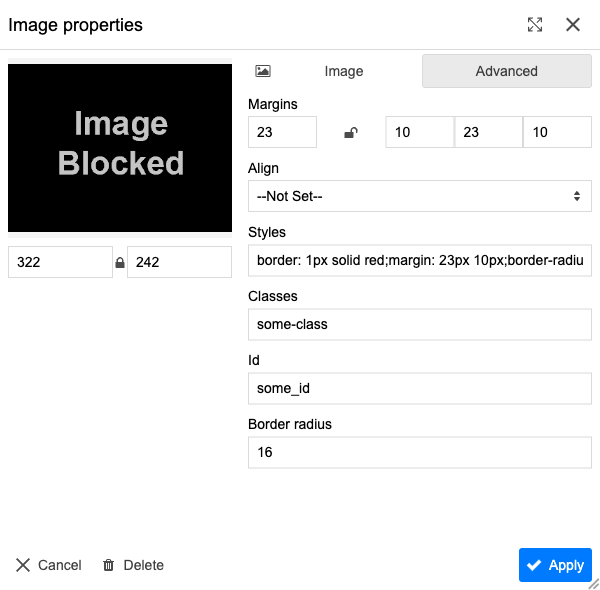 Image properties
Image Advanced
Image
Blocked
322 242
Margins
23 10 23 10
Align
--Not Set--
Styles
border: 1px solid red;margin: 23px 10px;border-radiu
Classes
some-class
Id
some_id
Border radius
16
Cancel Delete Apply